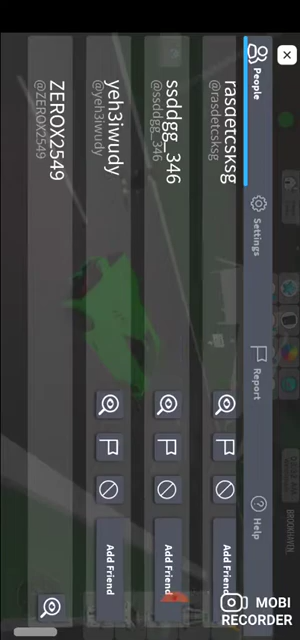 People
Settings
Report
Help
rasdetcsksg
@rasdetcsksg
Add Friend
ssddgg_346
@ssddgg_346
Add Friend
yeh3iwudy
@yeh3iwudy
Add Friend
ZEROX2549
@ZEROX2549
MOBI
RECORDER